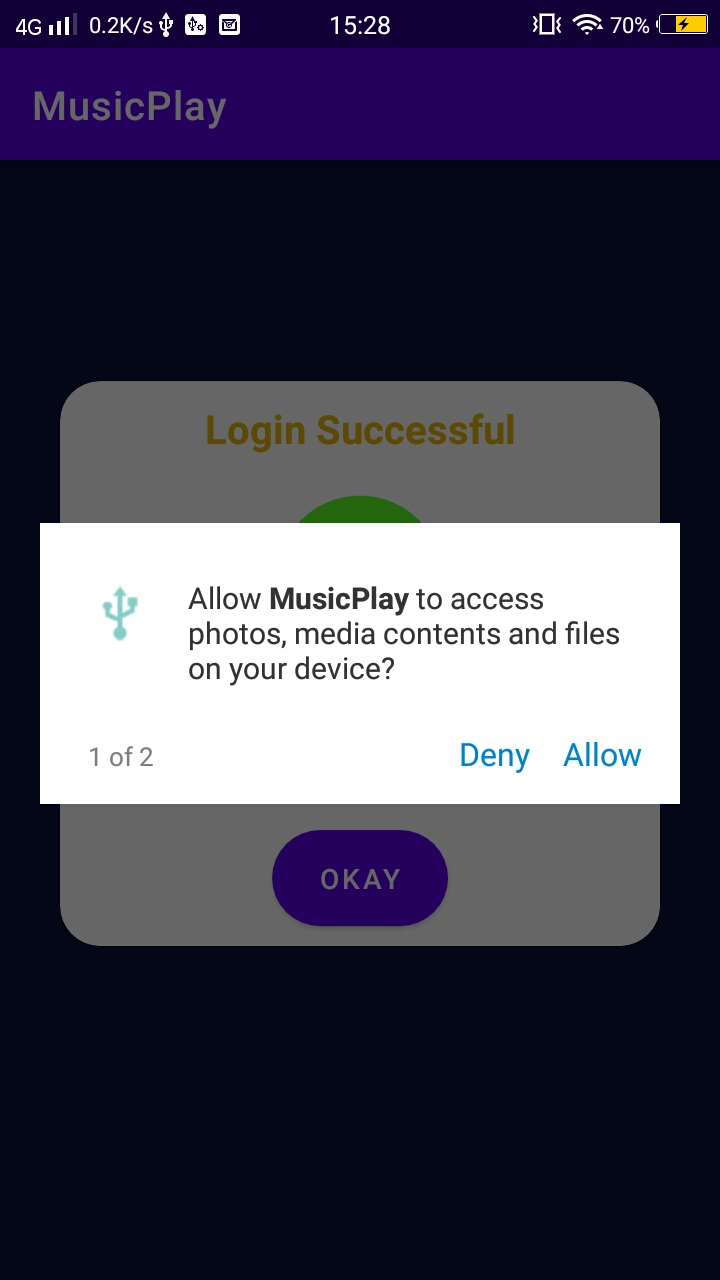 4G 0.2K/s 15:28 70%
MusicPlay
Login Successful
Allow MusicPlay to access
photos, media contents and files
on your device?
1 of 2 Deny Allow
OKAY